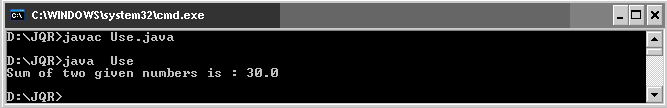 C:\WINDOWS\system32\cmd.exe
D:\JQR>javac Use.java
D:\JQR>java  Use
Sum of two given numbers is : 30.0
D:\JQR>